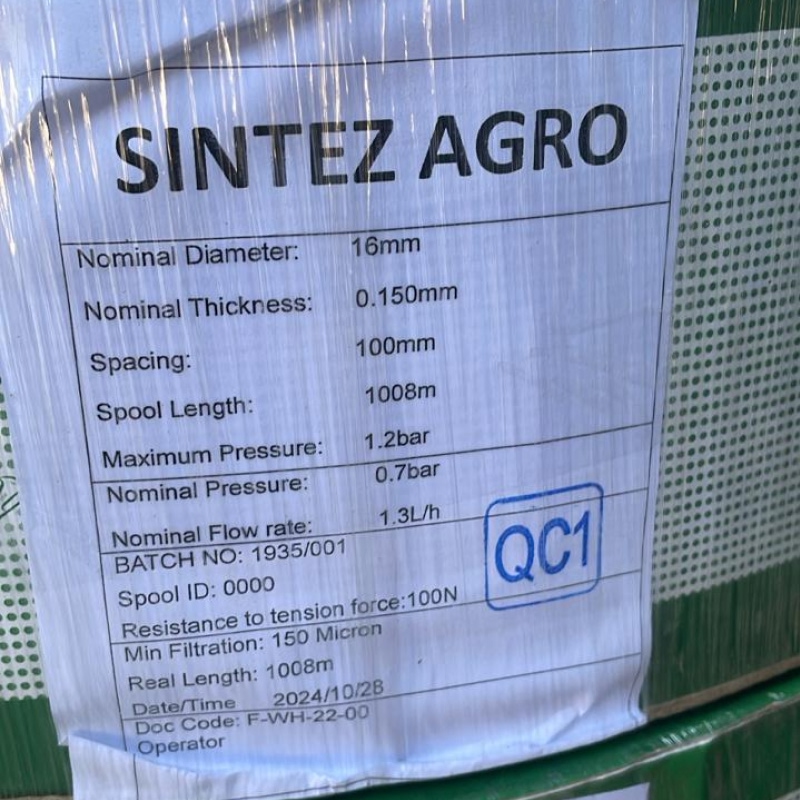 SINTEZ AGRO
Nominal Diameter: 16mm
Nominal Thickness: 0.150mm
Spacing: 100mm
Spool Length: 1008m
Maximum Pressure: 1.2bar
Nominal Pressure: 0.7bar
Nominal Flow rate: 1.3L/h
BATCH NO: 1935/001
QC1
Spool ID: 0000
Resistance to tension force:100N
Min Filtration: 150 Micron
Real Length: 1008m
Date/Time 2024/10/28
Doc Code: F-WH-22-00
Operator